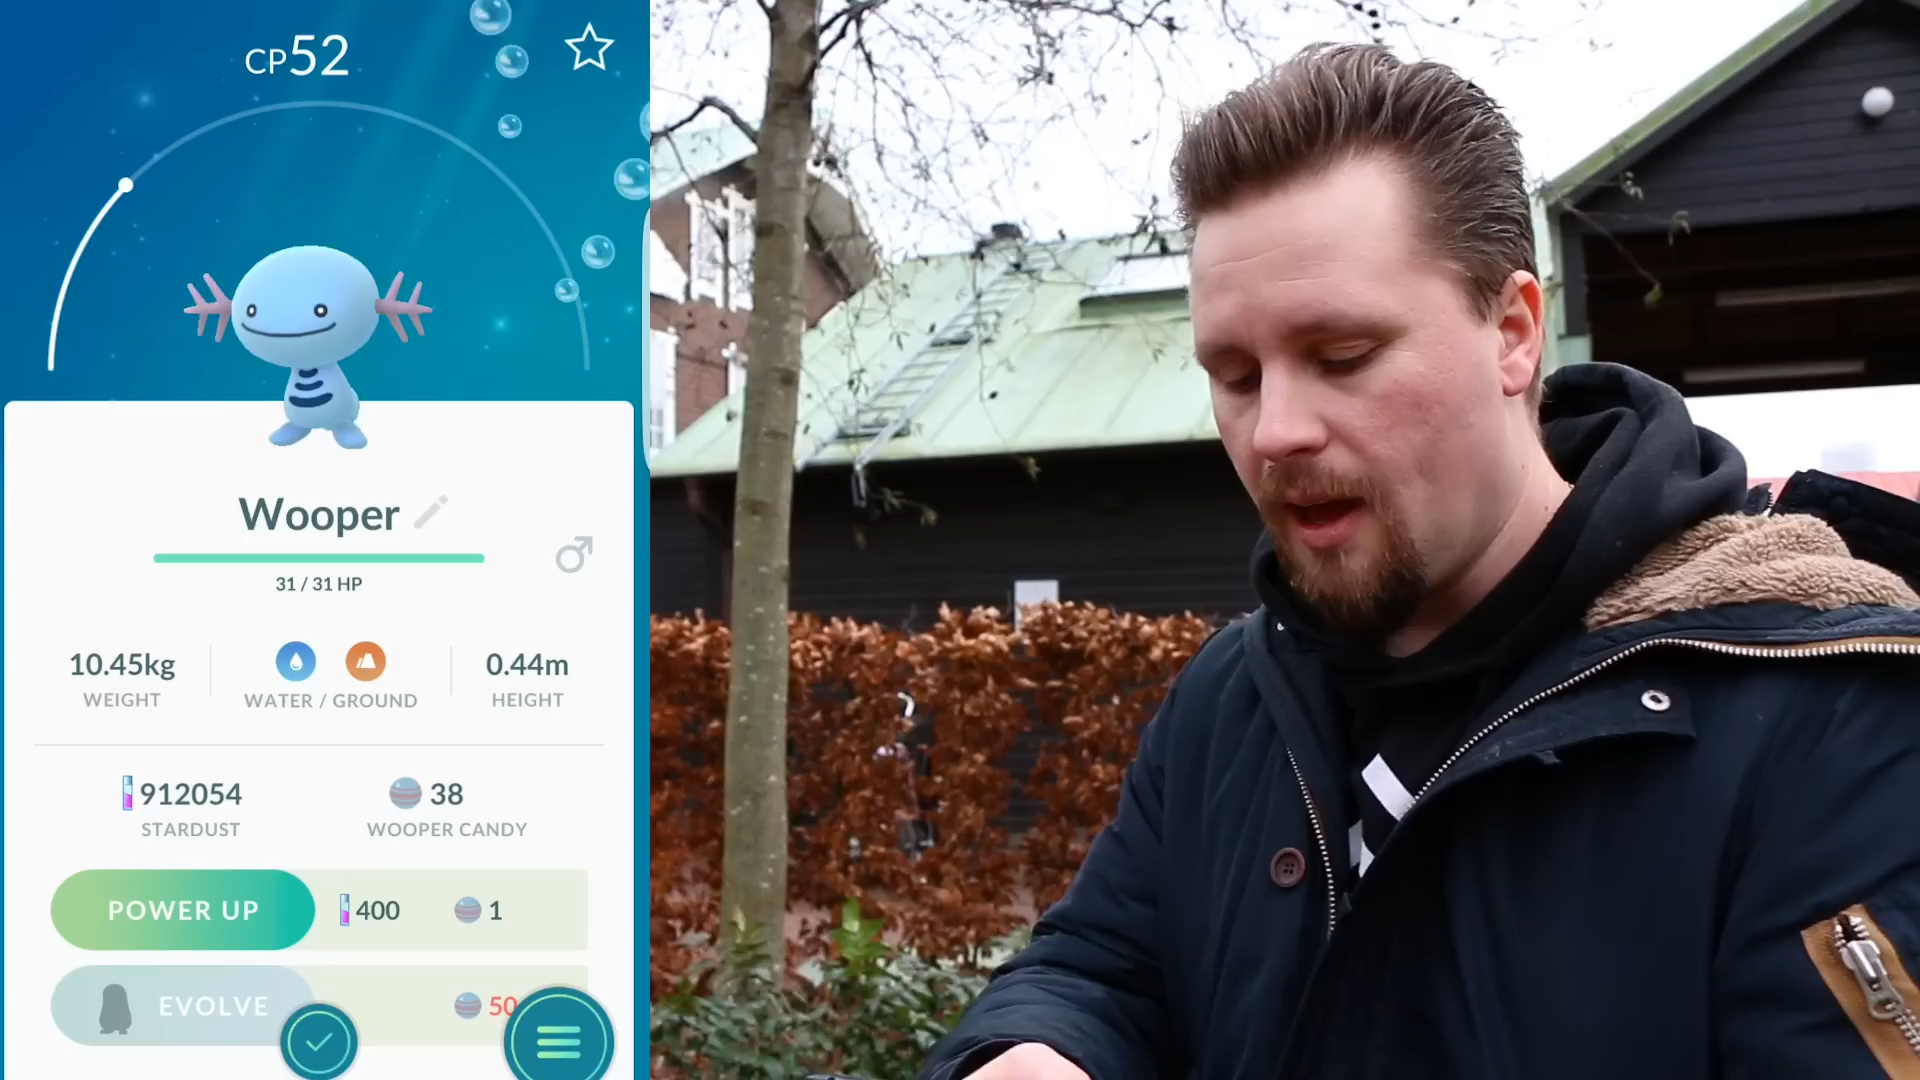 CP52
Wooper
31 / 31 HP
10.45kg
WEIGHT
WATER / GROUND
0.44m
HEIGHT
912054
STARDUST
38
WOOPER CANDY
POWER UP
400
1
EVOLVE
50